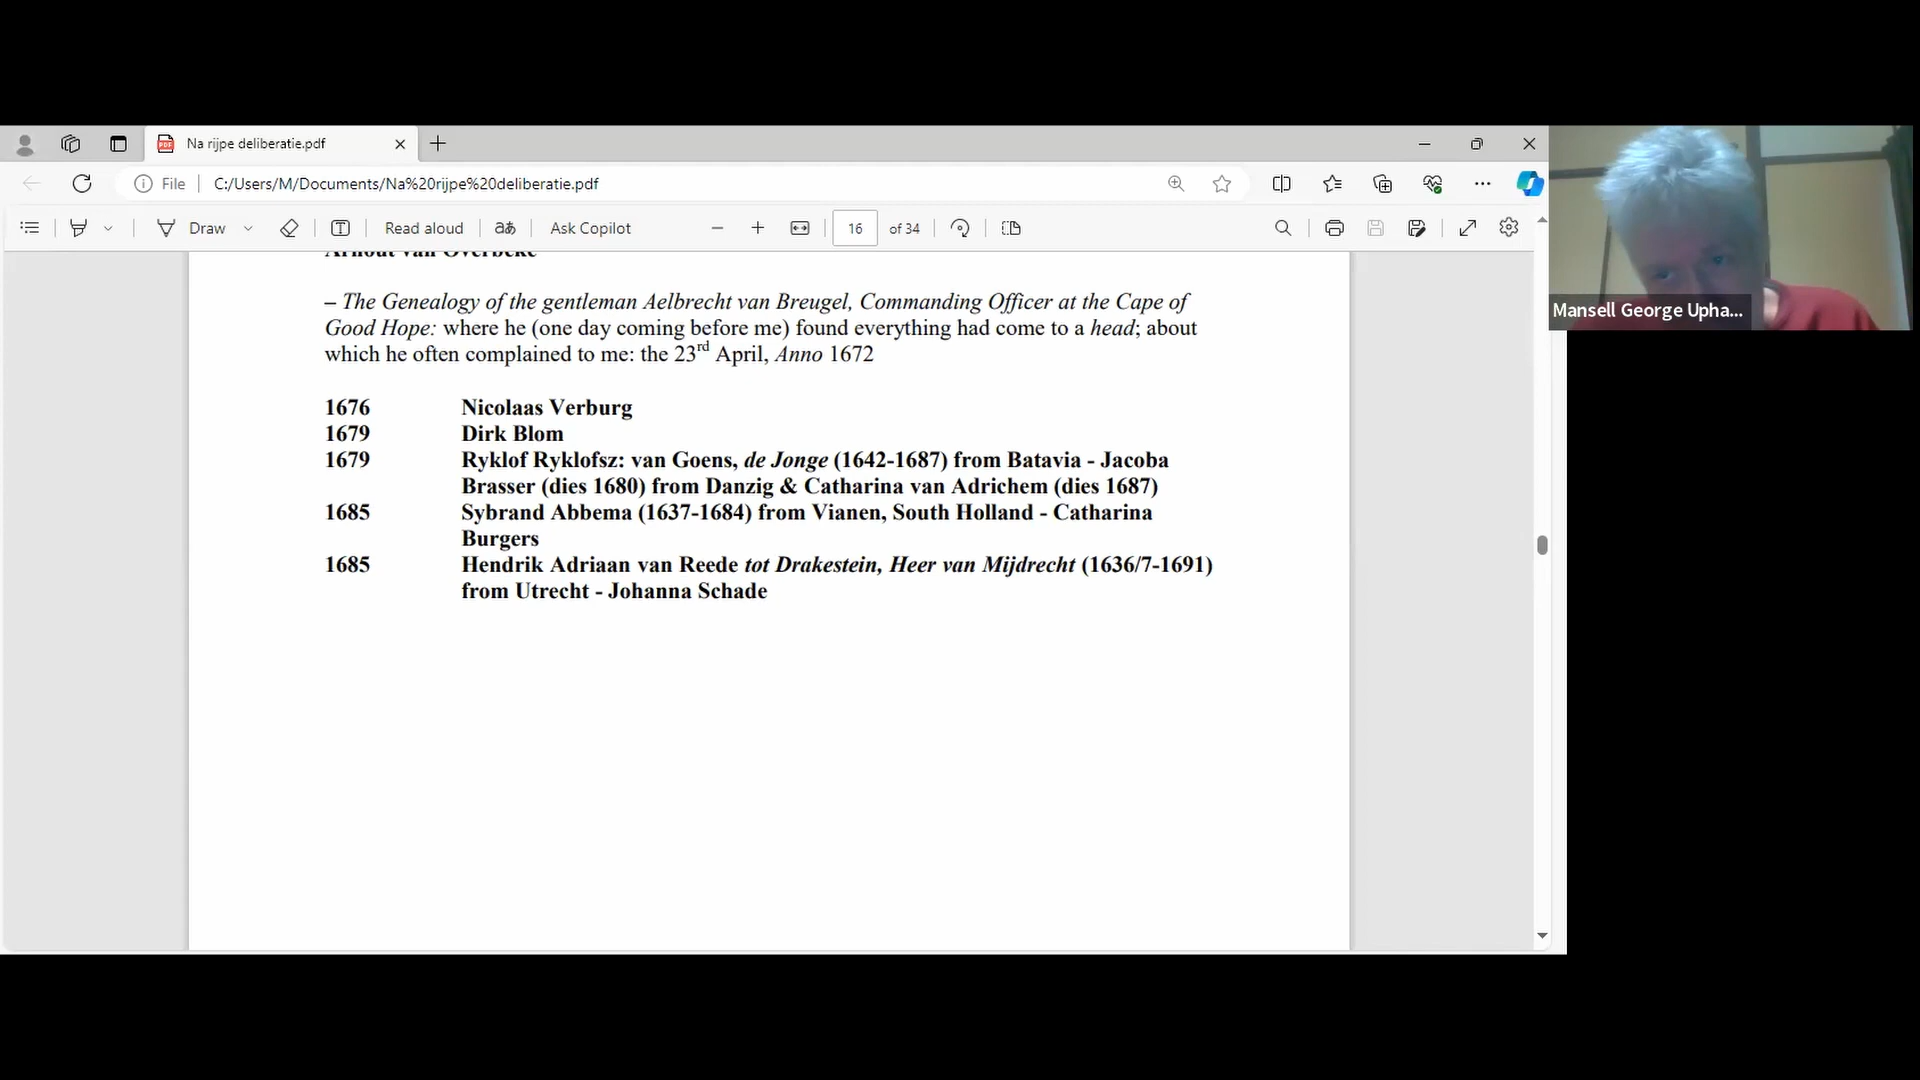 Na rijpe deliberatie.pdf
File
C:/Users/M/Documents/Na%20rijpe%20deliberatie.pdf
Draw
Read aloud
aあ
Ask Copilot
16 of 34
Mansell George Upha...
Arnout van Overbeke
– The Genealogy of the gentleman Aelbrecht van Breugel, Commanding Officer at the Cape of
Good Hope: where he (one day coming before me) found everything had come to a head; about
which he often complained to me: the 23rd April, Anno 1672
1676 Nicolaas Verburg
1679 Dirk Blom
1679 Ryklof Ryklofsz: van Goens, de Jonge (1642-1687) from Batavia - Jacoba
Brasser (dies 1680) from Danzig & Catharina van Adrichem (dies 1687)
1685 Sybrand Abbema (1637-1684) from Vianen, South Holland - Catharina
Burgers
1685 Hendrik Adriaan van Reede tot Drakestein, Heer van Mijdrecht (1636/7-1691)
from Utrecht - Johanna Schade